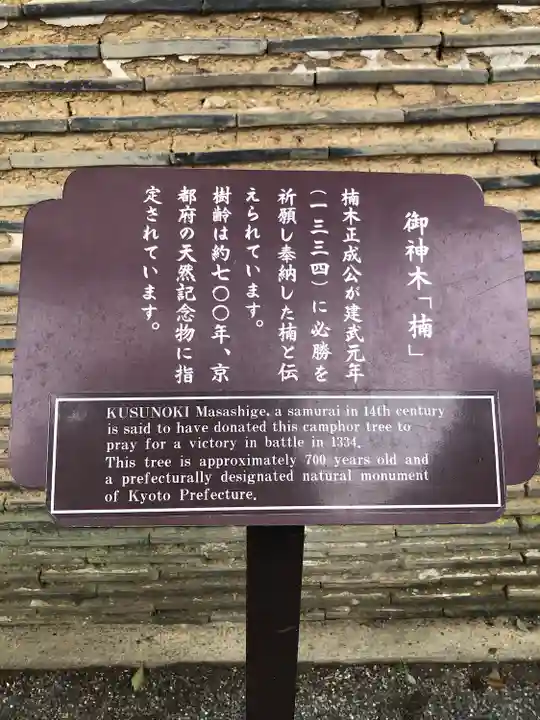 御神木「楠」
楠木正成公が建武元年
(一三三四)に必勝を
祈願し奉納した楠と伝
えられています。
樹齢は約七〇〇年、京
都府の天然記念物に指
定されています。
KUSUNOKI Masashige, a samurai in 14th century
is said to have donated this camphor tree to
pray for a victory in battle in 1334.
This tree is approximately 700 years old and
a prefecturally designated natural monument
of Kyoto Prefecture.